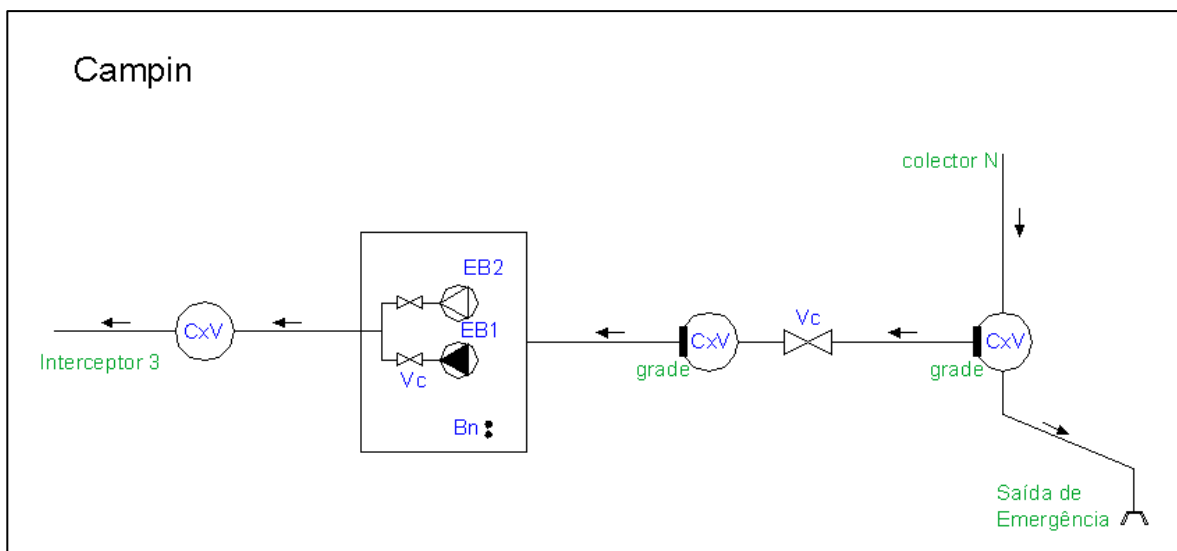 Campin
colector N
EB2
EB1
Vc
Bn
CxV
Interceptor 3
CxV
grade
Vc
CxV
grade
Saída de
Emergência